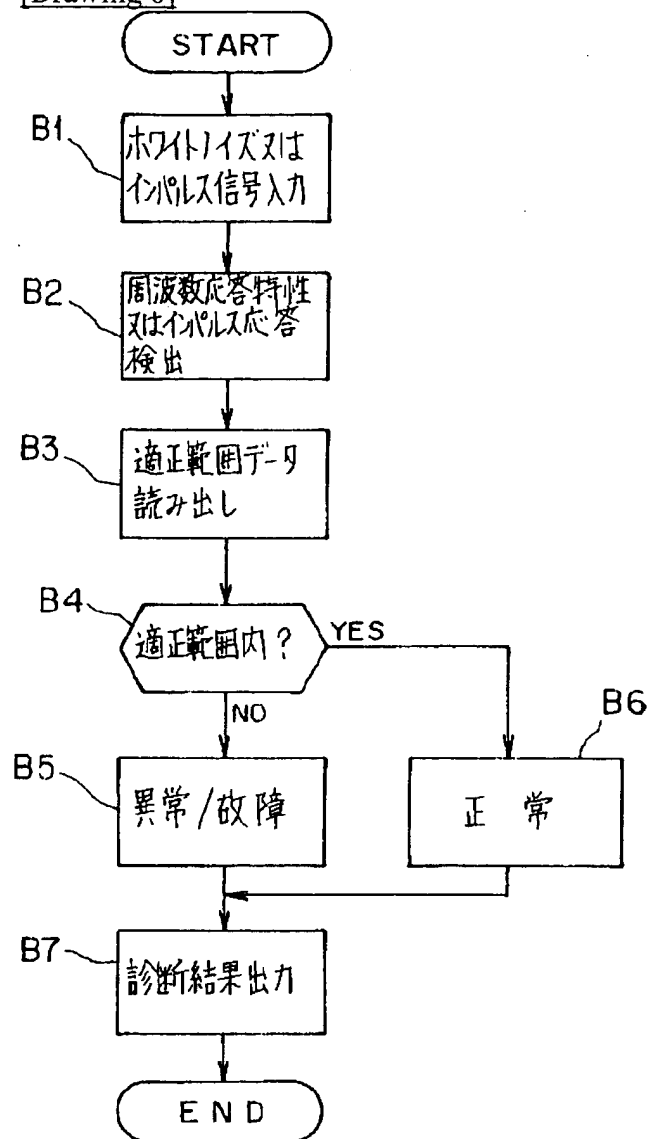 START
B1
ホワイトノイズ又は
インパルス信号入力
B2
周波数応答特性
又はインパルス応答
検出
B3
適正範囲データ
読み出し
B4
適正範囲内?
YES
NO
B5
異常/故障
B6
正 常
B7
診断結果出力
END